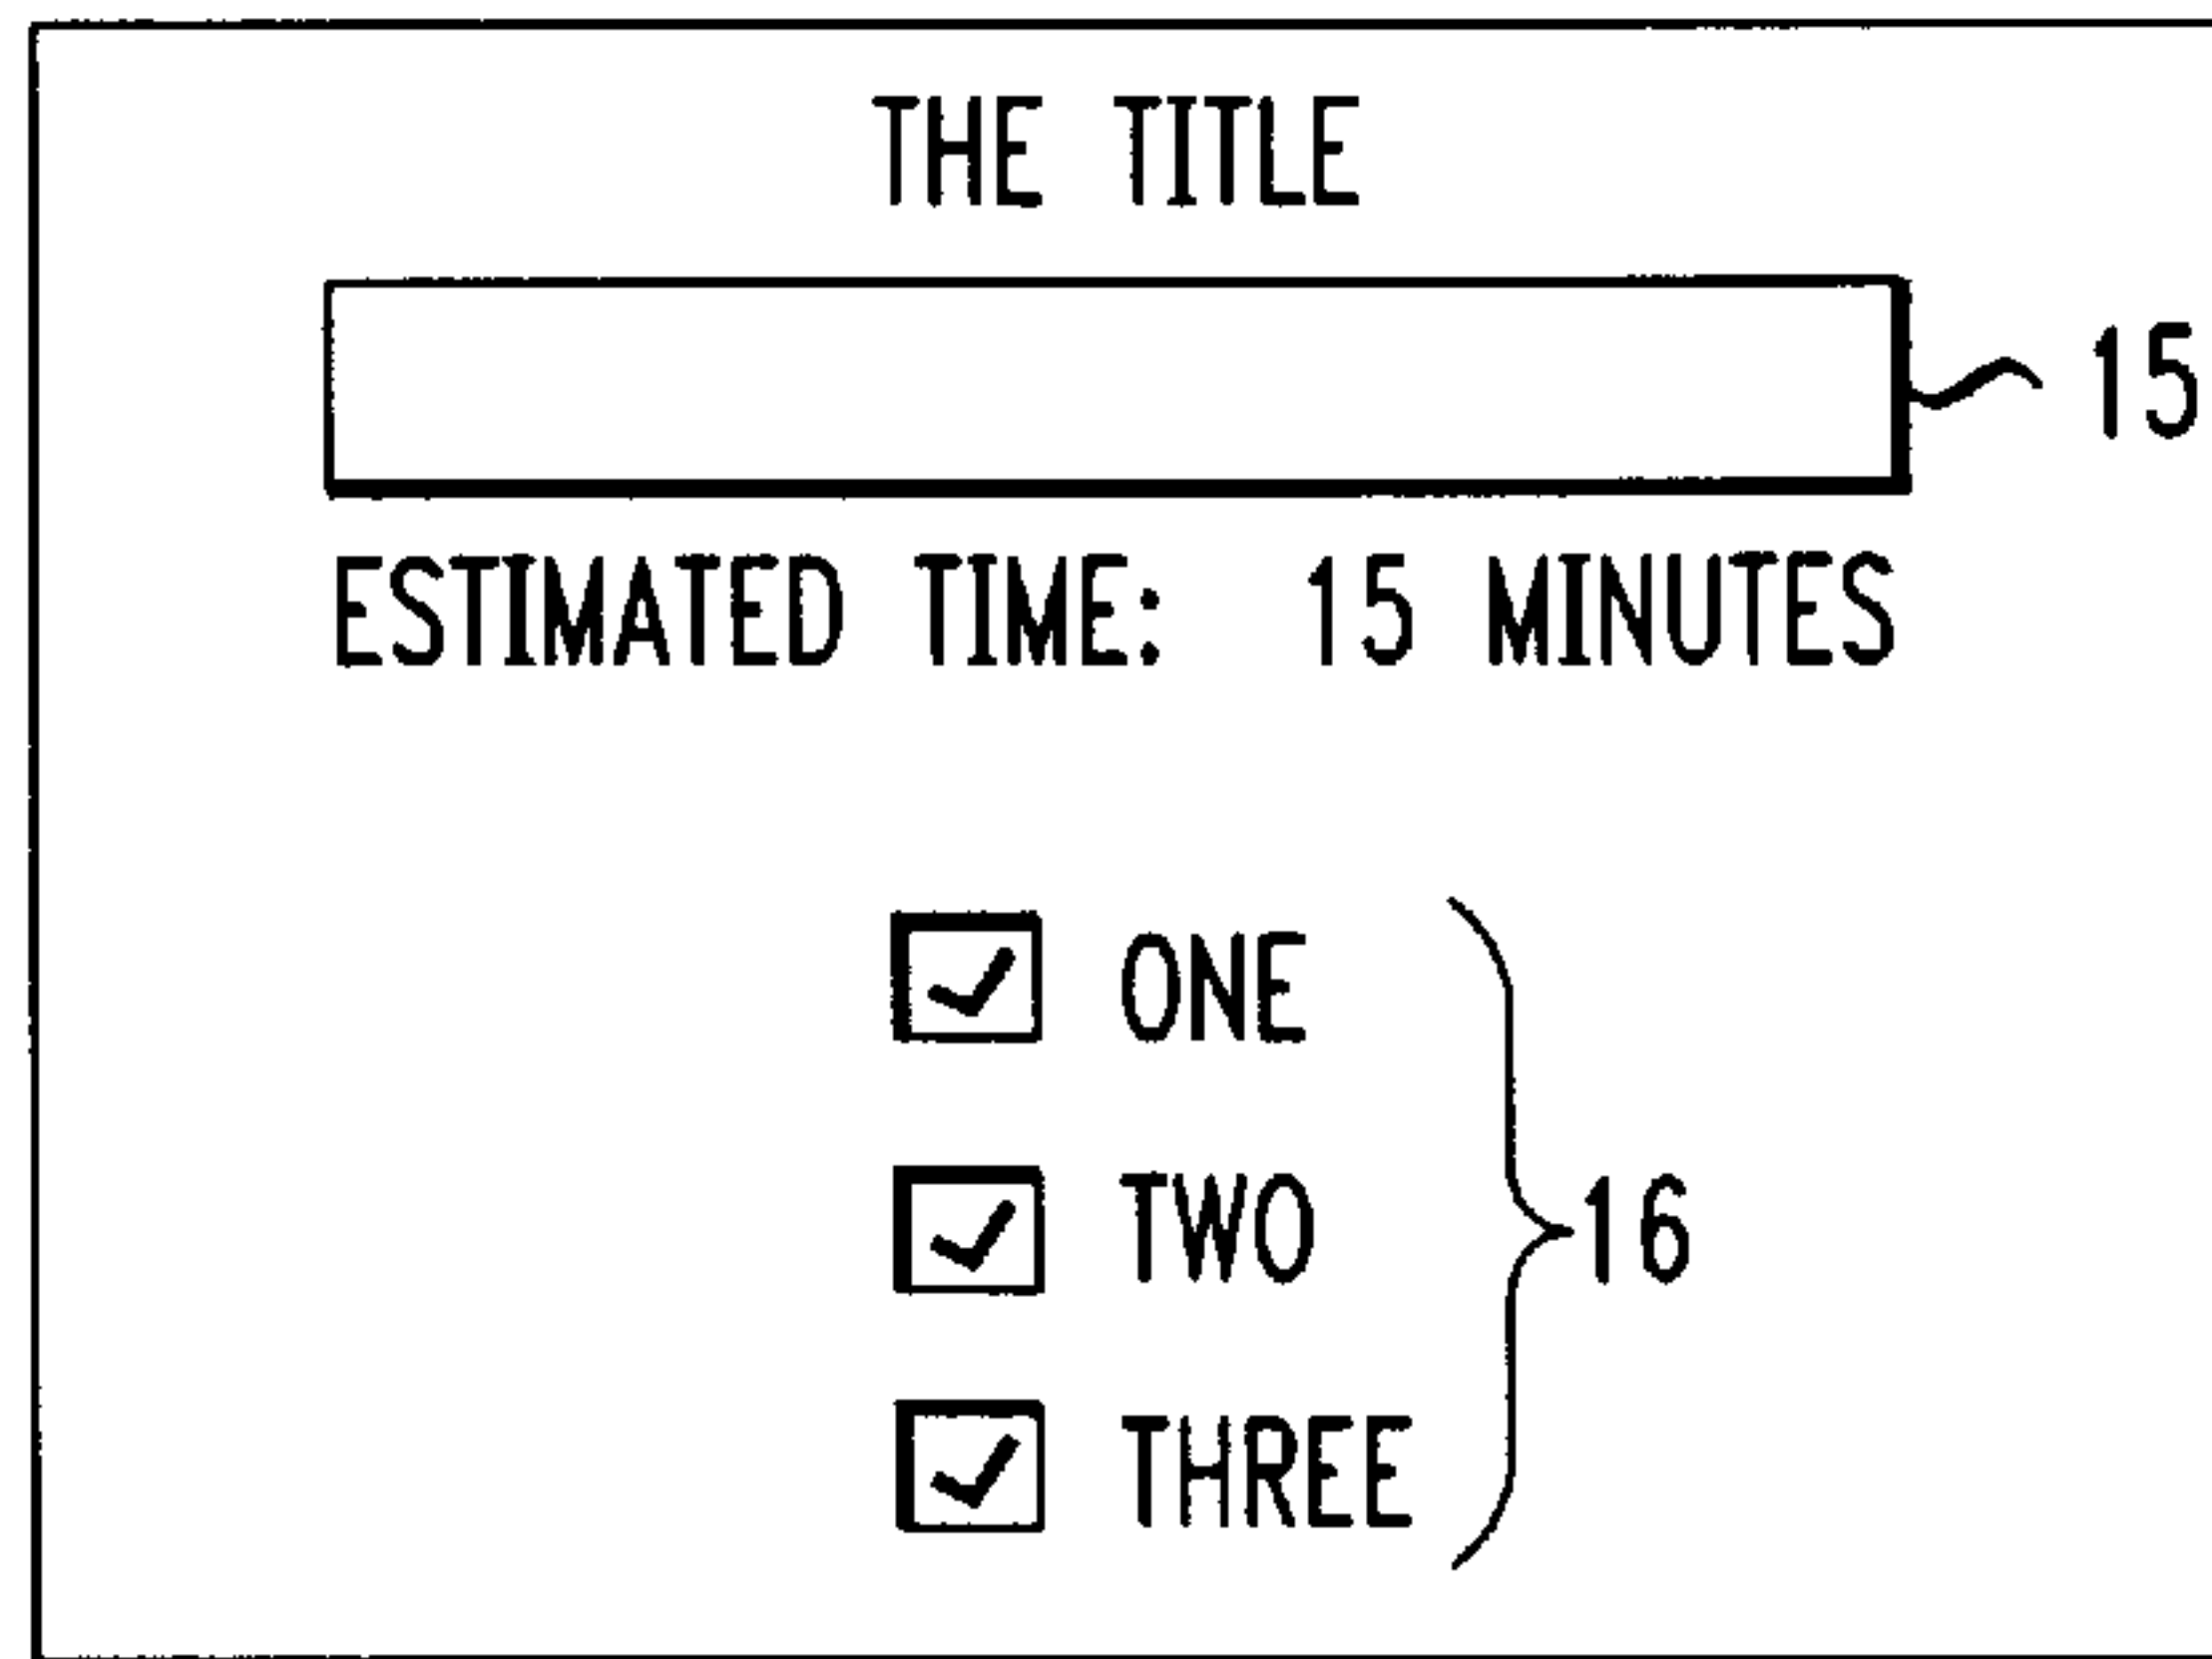 THE TITLE
15
ESTIMATED TIME: 15 MINUTES
ONE
TWO
16
THREE